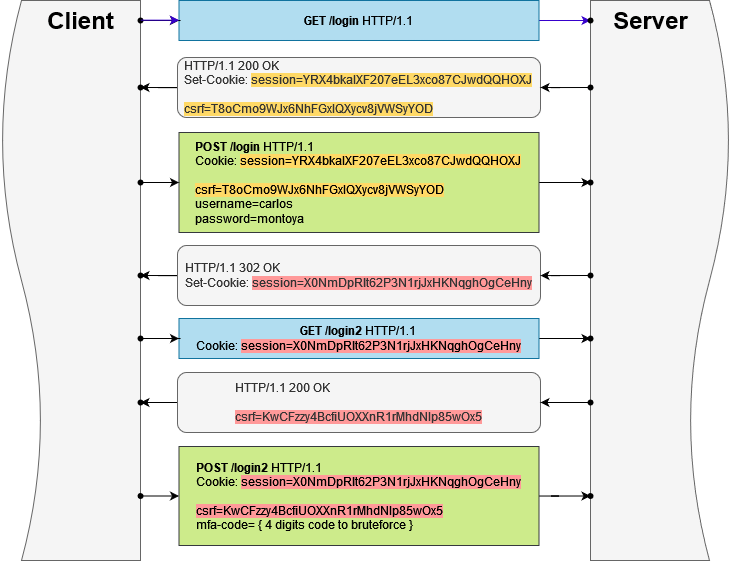 Client
Server
GET /login HTTP/1.1
HTTP/1.1 200 OK
Set-Cookie: session=YRX4bkalXF207eEL3xco87CJwdQQHOXJ
csrf=T8oCmo9WJx6NhFGxlQXycv8jVWSyYOD
POST /login HTTP/1.1
Cookie: session=YRX4bkalXF207eEL3xco87CJwdQQHOXJ
csrf=T8oCmo9WJx6NhFGxlQXycv8jVWSyYOD
username=carlos
password=montoya
HTTP/1.1 302 OK
Set-Cookie: session=X0NmDpRlt62P3N1rjJxHKNqghOgCeHny
GET /login2 HTTP/1.1
Cookie: session=X0NmDpRlt62P3N1rjJxHKNqghOgCeHny
HTTP/1.1 200 OK
csrf=KwCFzzy4BcfiUOXXnR1rMhdNlp85wOx5
POST /login2 HTTP/1.1
Cookie: session=X0NmDpRlt62P3N1rjJxHKNqghOgCeHny
csrf=KwCFzzy4BcfiUOXXnR1rMhdNlp85wOx5
mfa-code= { 4 digits code to bruteforce }